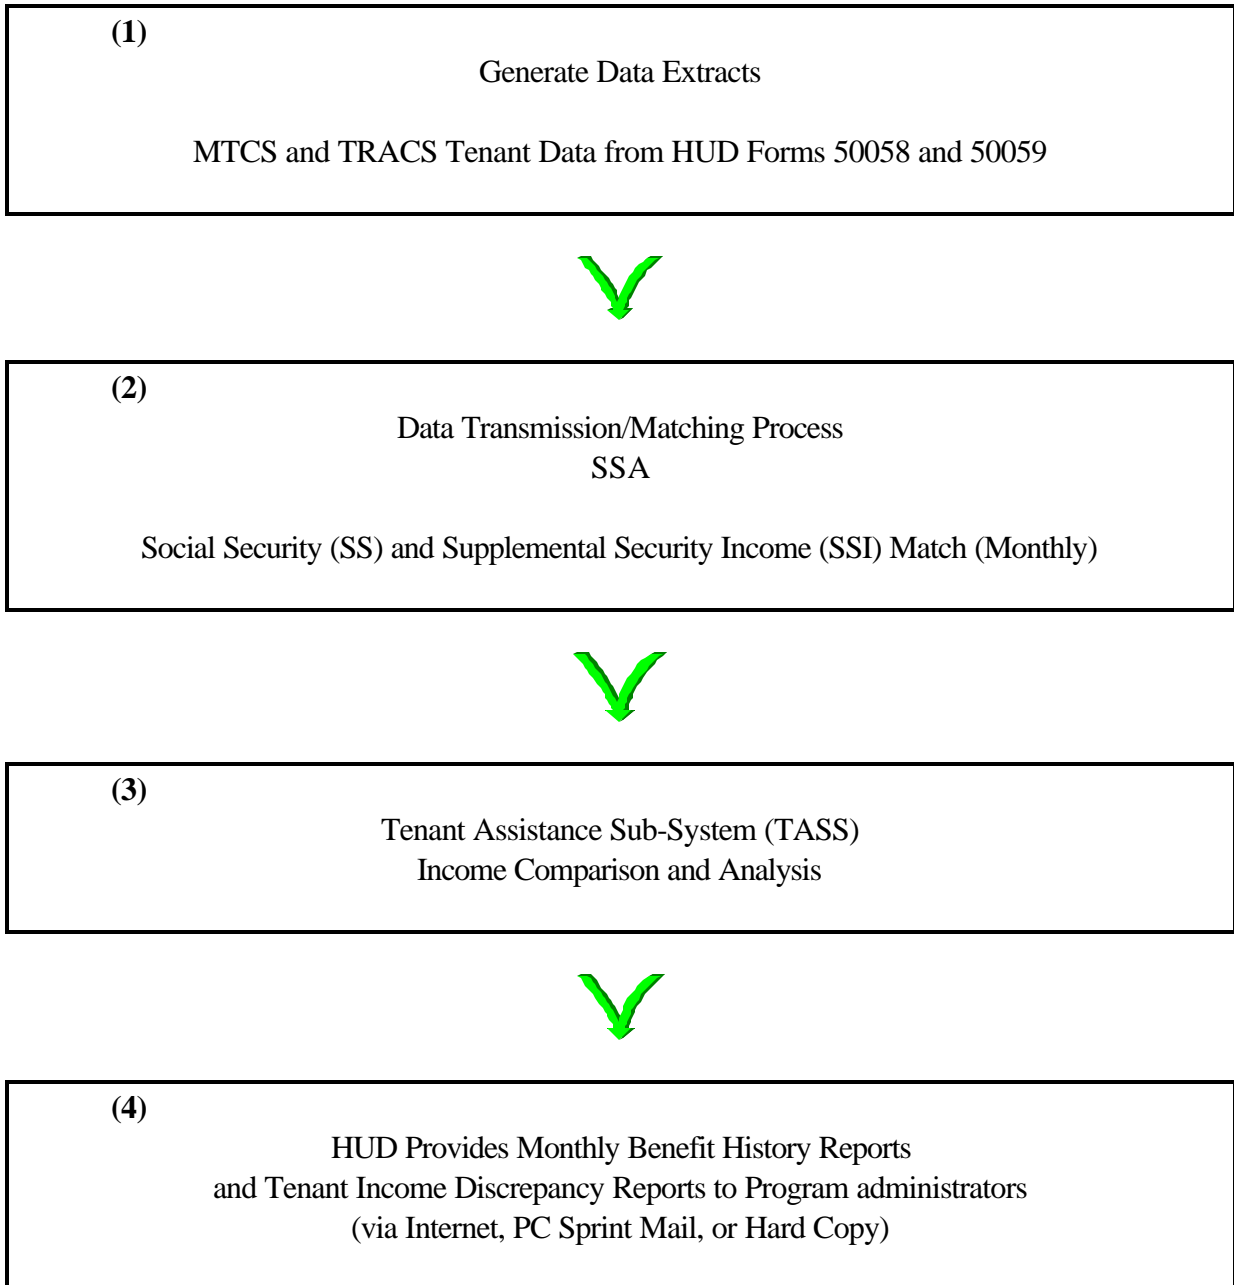 (1)
Generate Data Extracts
MTCS and TRACS Tenant Data from HUD Forms 50058 and 50059
(2)
Data Transmission/Matching Process
SSA
Social Security (SS) and Supplemental Security Income (SSI) Match (Monthly)
(3)
Tenant Assistance Sub-System (TASS)
Income Comparison and Analysis
(4)
HUD Provides Monthly Benefit History Reports
and Tenant Income Discrepancy Reports to Program administrators
(via Internet, PC Sprint Mail, or Hard Copy)